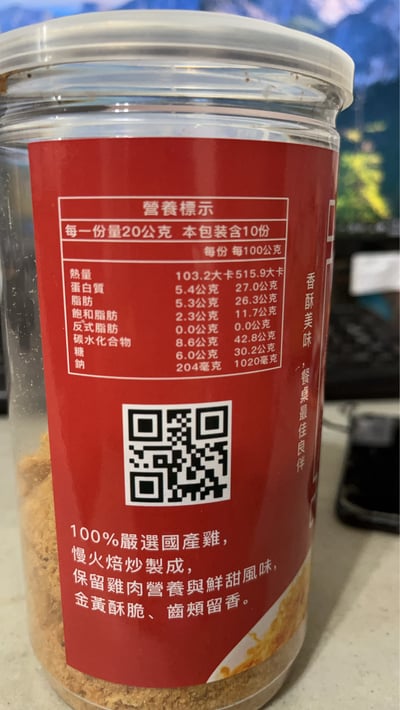 營養標示
每一份量20公克 本包裝含10份
每份 每100公克
熱量 103.2大卡 515.9大卡
蛋白質 5.4公克 27.0公克
脂肪 5.3公克 26.3公克
飽和脂肪 2.3公克 11.7公克
反式脂肪 0.0公克 0.0公克
碳水化合物 8.6公克 42.8公克
糖 6.0公克 30.2公克
鈉 204毫克 1020毫克
香酥美味，餐桌最佳良伴
100%嚴選國產雞，
慢火焙炒製成，
保留雞肉營養與鮮甜風味，
金黃酥脆、齒頰留香。